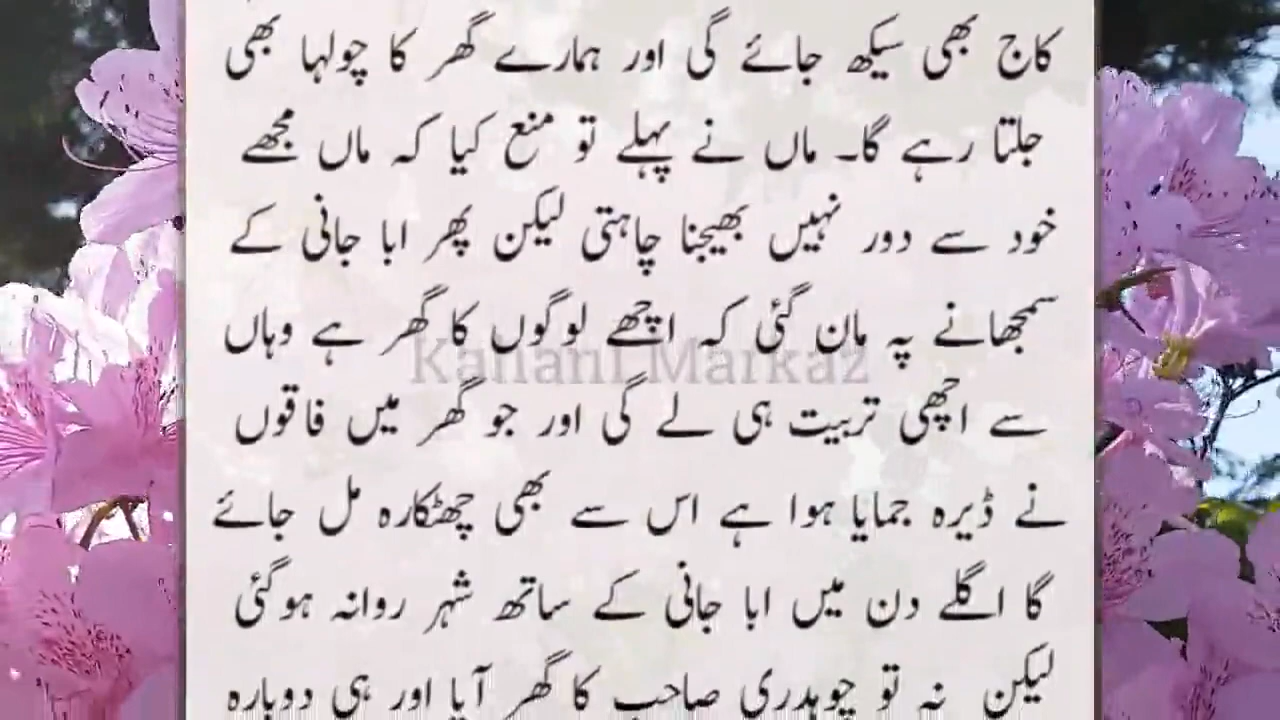 کاج بھی سیکھ جائے گی اور ہمارے گھر کا چولہا بھی
جلتا رہے گا۔ ماں نے پہلے تو منع کیا کہ ماں مجھے
خود سے دور نہیں بھیجنا چاہتی لیکن پھر ابا جانی کے
سمجھانے پہ مان گئی کہ اچھے لوگوں کا گھر ہے وہاں
Kahani Markaz
سے اچھی تربیت ہی لے گی اور جو گھر میں فاقوں
نے ڈیرہ جمایا ہوا ہے اس سے بھی چھٹکارہ مل جائے
گا اگلے دن میں ابا جانی کے ساتھ شہر روانہ ہوگئی
لیکن نہ تو چوہدری صاحب کا گھر آیا اور ہی دوبارہ